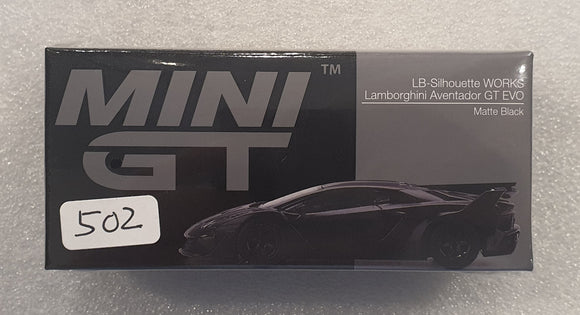 MINI
GT
TM
LB-Silhouette WORKS
Lamborghini Aventador GT EVO
Matte Black
502